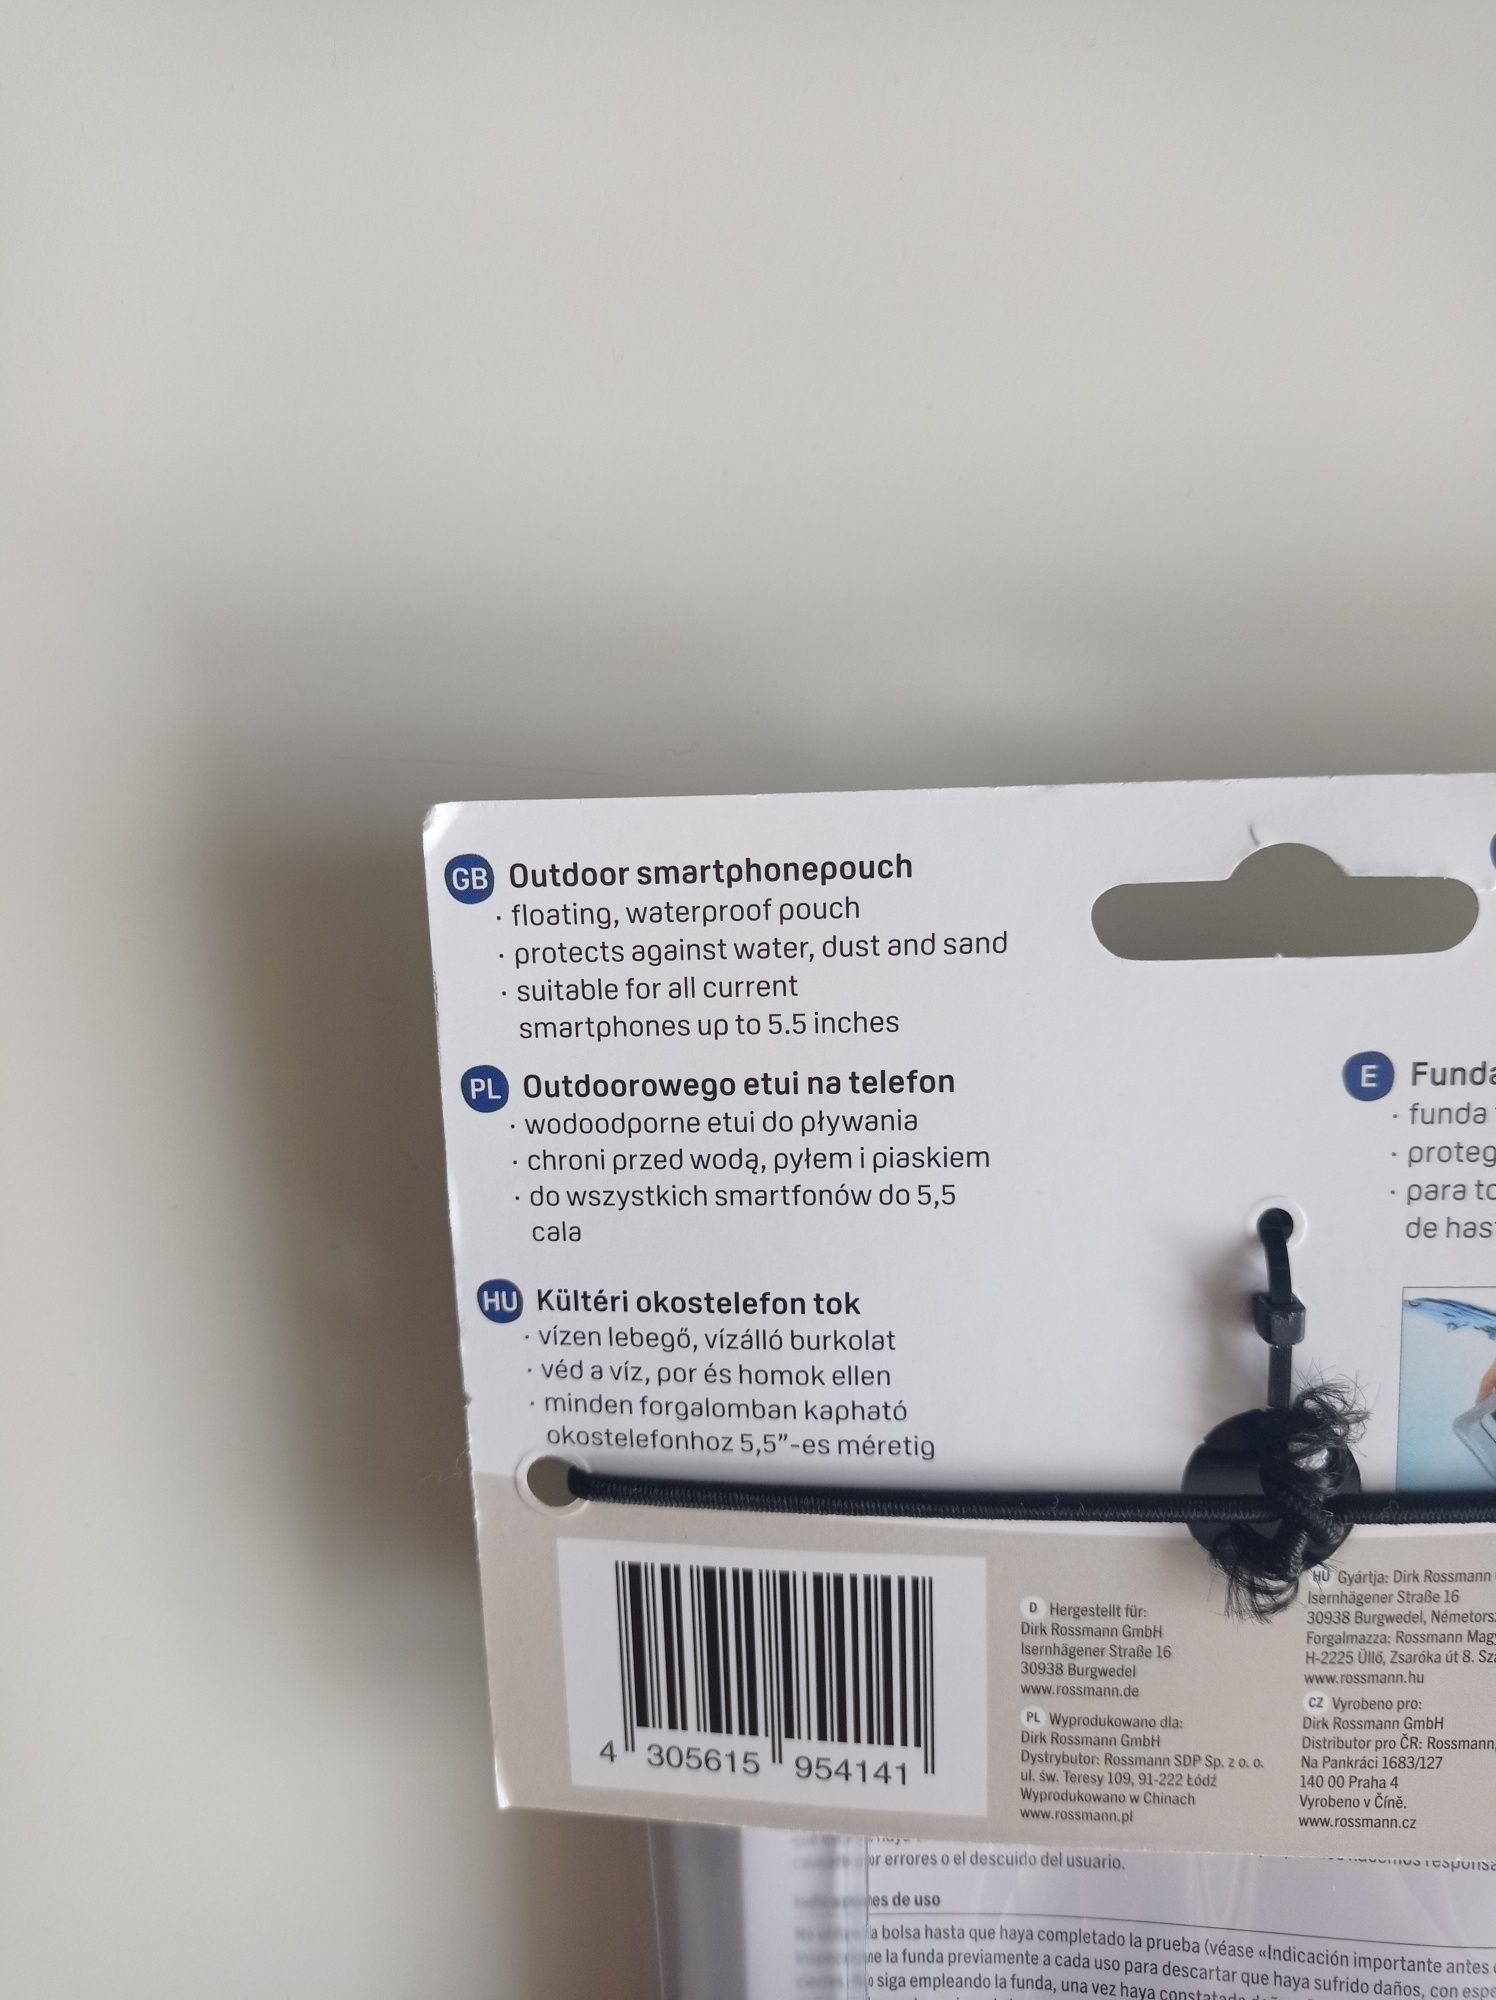 GB Outdoor smartphonepouch
· floating, waterproof pouch
· protects against water, dust and sand
· suitable for all current
smartphones up to 5.5 inches
PL Outdoorowego etui na telefon
· wodoodporne etui do pływania
· chroni przed wodą, pyłem i piaskiem
· do wszystkich smartfonów do 5,5
cala
HU Kültéri okostelefon tok
· vízen lebegő, vízálló burkolat
· véd a víz, por és homok ellen
· minden forgalomban kapható
okostelefonhoz 5,5”-es méretig
E Funda
· funda
· proteg
· para to
de has
4 305615 954141
D Hergestellt für:
Dirk Rossmann GmbH
Isernhägener Straße 16
30938 Burgwedel
www.rossmann.de
PL Wyprodukowano dla:
Dirk Rossmann GmbH
Dystrybutor: Rossmann SDP Sp. z o. o.
ul. św. Teresy 109, 91-222 Łódź
Wyprodukowano w Chinach
www.rossmann.pl
HU Gyártja: Dirk Rossmann
Isernhägener Straße 16
30938 Burgwedel, Németors
Forgalmazza: Rossmann Mag
H-2225 Üllő, Zsaróka út 8. Sz
www.rossmann.hu
CZ Vyrobeno pro:
Dirk Rossmann GmbH
Distributor pro ČR: Rossmann,
Na Pankráci 1683/127
140 00 Praha 4
Vyrobeno v Číně.
www.rossmann.cz
or errores o el descuido del usuario.
es de uso
la bolsa hasta que haya completado la prueba (véase «Indicación importante antes
me la funda previamente a cada uso para descartar que haya sufrido daños, con espe
o siga empleando la funda, una vez haya